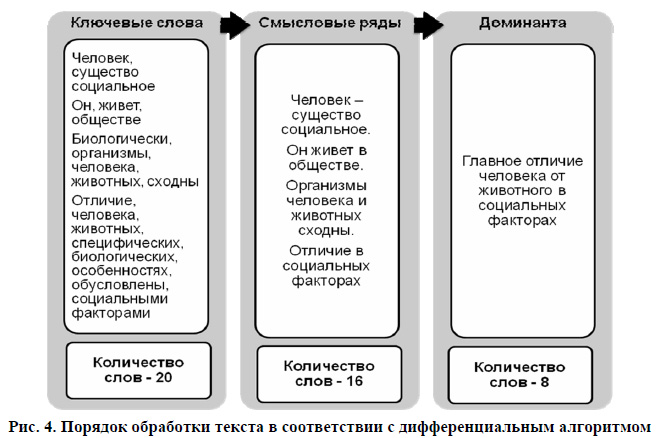 Ключевые слова
Смысловые ряды
Доминанта
Человек,
существо
социальное
Он, живет,
обществе
Биологически,
организмы,
человека,
животных, сходны
Отличие,
человека,
животных,
специфических,
биологических,
особенностях,
обусловлены,
социальными
факторами
Человек –
существо
социальное.
Он живет в
обществе.
Организмы
человека и
животных
сходны.
Отличие в
социальных
факторах
Главное отличие
человека от
животного в
социальных
факторах
Количество
слов - 20
Количество
слов - 16
Количество
слов - 8
Рис. 4. Порядок обработки текста в соответствии с дифференциальным алгоритмом